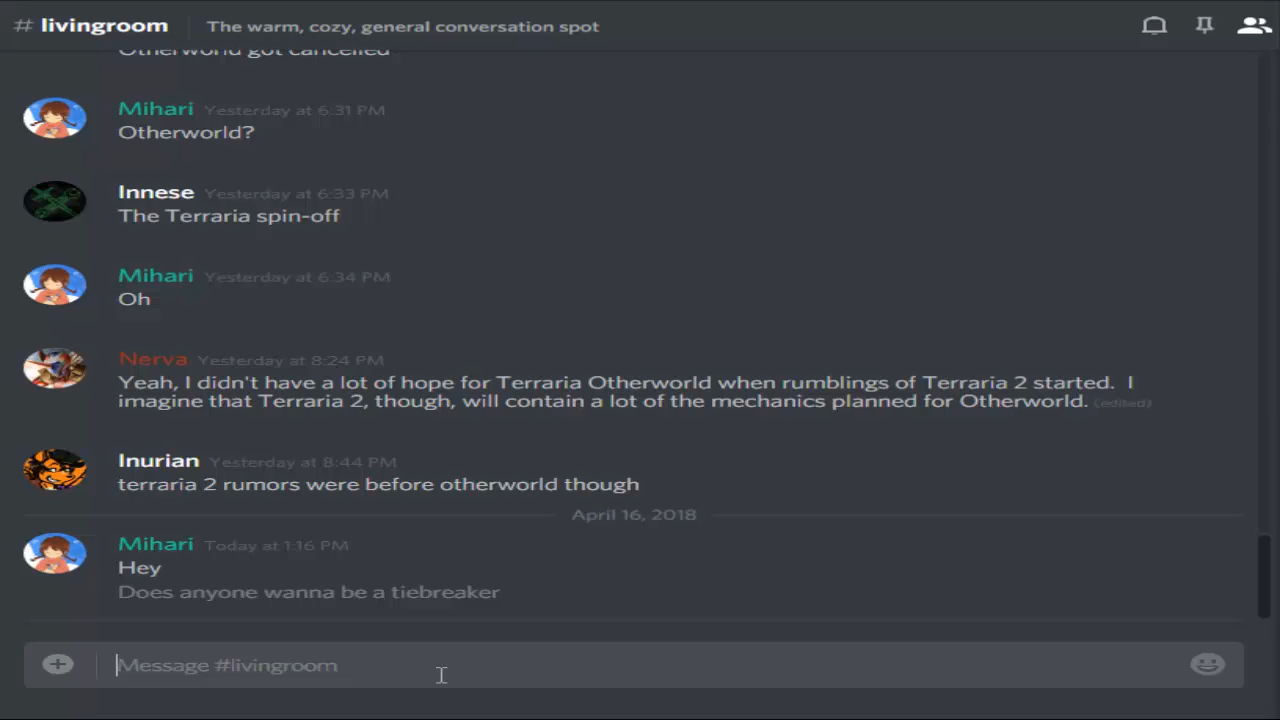 # livingroom The warm, cozy, general conversation spot
Otherworld got cancelled
Mihari Yesterday at 6:31 PM
Otherworld?
Innese Yesterday at 6:33 PM
The Terraria spin-off
Mihari Yesterday at 6:34 PM
Oh
Nerva Yesterday at 8:24 PM
Yeah, I didn't have a lot of hope for Terraria Otherworld when rumblings of Terraria 2 started. I
imagine that Terraria 2, though, will contain a lot of the mechanics planned for Otherworld. (edited)
Inurian Yesterday at 8:44 PM
terraria 2 rumors were before otherworld though
April 16, 2018
Mihari Today at 1:16 PM
Hey
Does anyone wanna be a tiebreaker
Message #livingroom